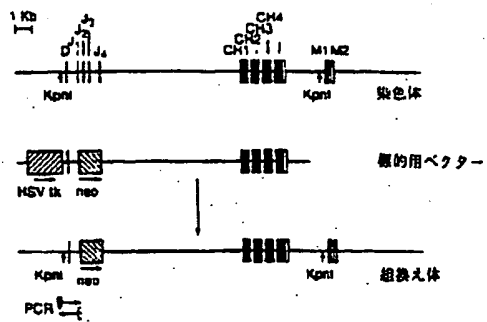 1 Kb
D J₁ J₂ J₃ J₄
CH1 CH2 CH3 CH4
M1 M2
KpnI KpnI
染色体
標的用ベクター
HSV tk neo
KpnI neo KpnI
組換え体
PCR